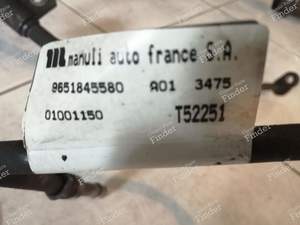 manuli auto france S.A.
9651845580 A01 3475
01001150 T52251